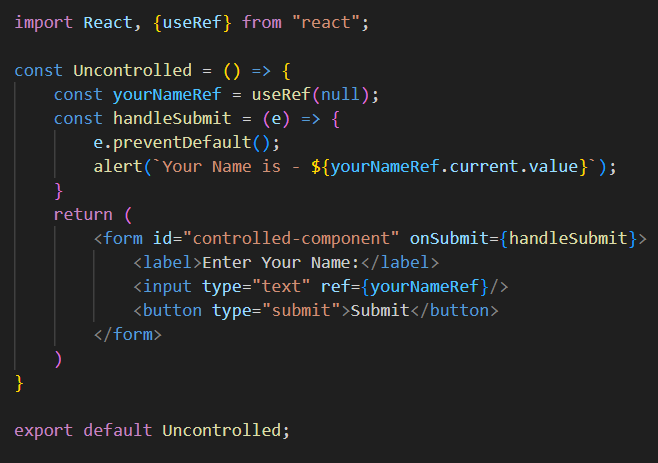 import React, {useRef} from "react";

const Uncontrolled = () => {
    const yourNameRef = useRef(null);
    const handleSubmit = (e) => {
        e.preventDefault();
        alert(`Your Name is - ${yourNameRef.current.value}`);
    }
    return (
        <form id="controlled-component" onSubmit={handleSubmit}>
            <label>Enter Your Name:</label>
            <input type="text" ref={yourNameRef}/>
            <button type="submit">Submit</button>
        </form>
    )
}

export default Uncontrolled;